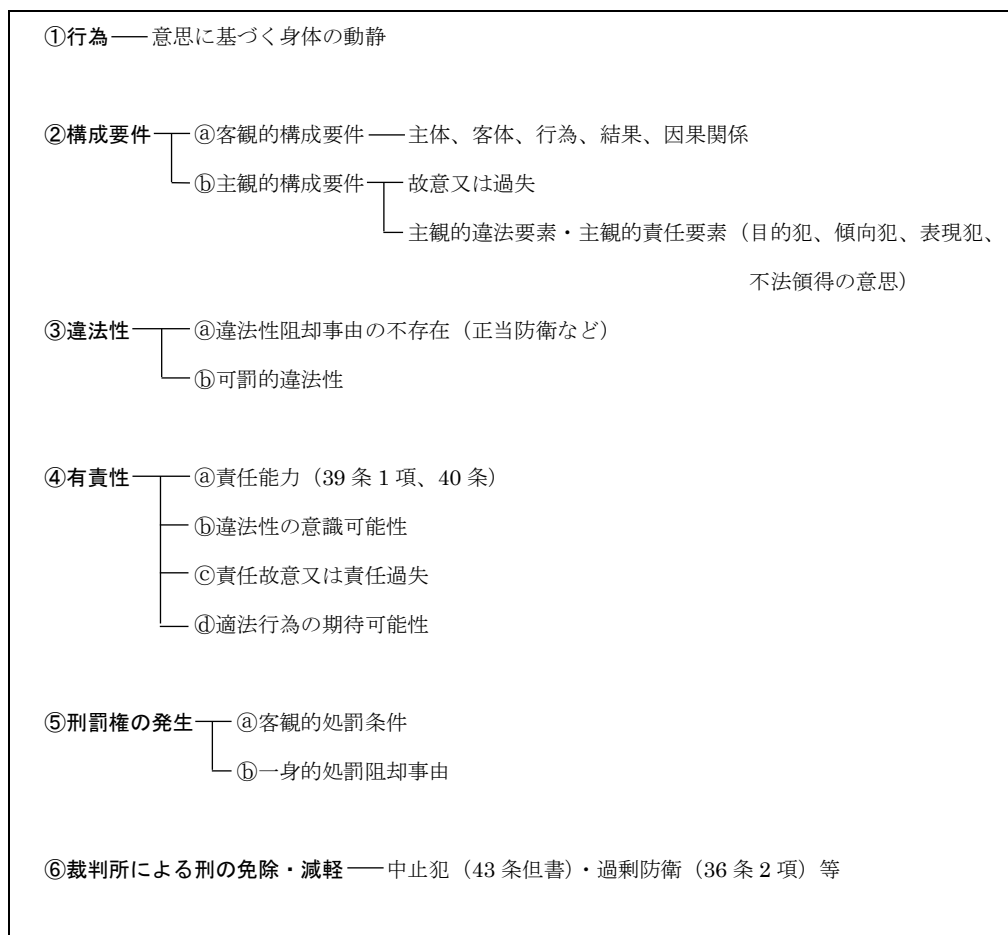 ①行為 意思に基づく身体の動静
②構成要件 ⓐ客観的構成要件 主体、客体、行為、結果、因果関係
ⓑ主観的構成要件 故意又は過失
主観的違法要素・主観的責任要素（目的犯、傾向犯、表現犯、
不法領得の意思）
③違法性 ⓐ違法性阻却事由の不存在（正当防衛など）
ⓑ可罰的違法性
④有責性 ⓐ責任能力（39 条 1 項、40 条）
ⓑ違法性の意識可能性
ⓒ責任故意又は責任過失
ⓓ適法行為の期待可能性
⑤刑罰権の発生 ⓐ客観的処罰条件
ⓑ一身的処罰阻却事由
⑥裁判所による刑の免除・減軽 中止犯（43 条但書）・過剰防衛（36 条 2 項）等